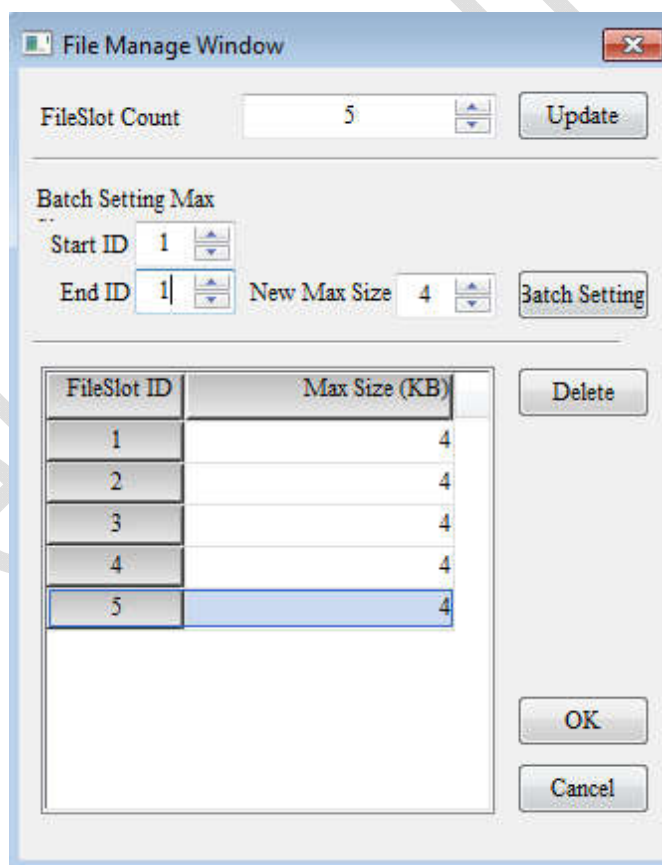 File Manage Window
FileSlot Count 5 Update
Batch Setting Max
Start ID 1
End ID 1 New Max Size 4 Batch Setting
FileSlot ID Max Size (KB) Delete
1 4
2 4
3 4
4 4
5 4
OK
Cancel